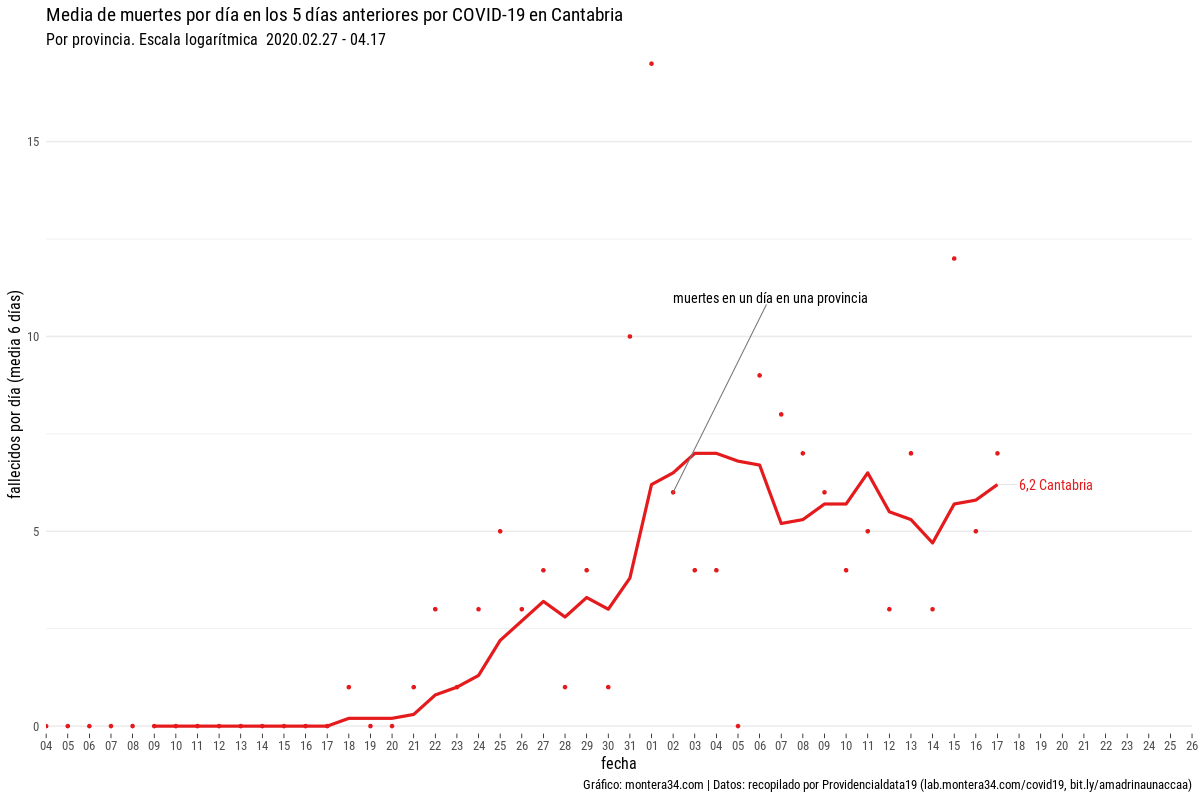 Media de muertes por día en los 5 días anteriores por COVID-19 en Cantabria
Por provincia. Escala logarítmica  2020.02.27 - 04.17
fallecidos por día (media 6 días)
15
10
5
0
muertes en un día en una provincia
6,2 Cantabria
04 05 06 07 08 09 10 11 12 13 14 15 16 17 18 19 20 21 22 23 24 25 26 27 28 29 30 31 01 02 03 04 05 06 07 08 09 10 11 12 13 14 15 16 17 18 19 20 21 22 23 24 25 26
fecha
Gráfico: montera34.com | Datos: recopilado por Providencialdata19 (lab.montera34.com/covid19, bit.ly/amadrinaunaccaa)